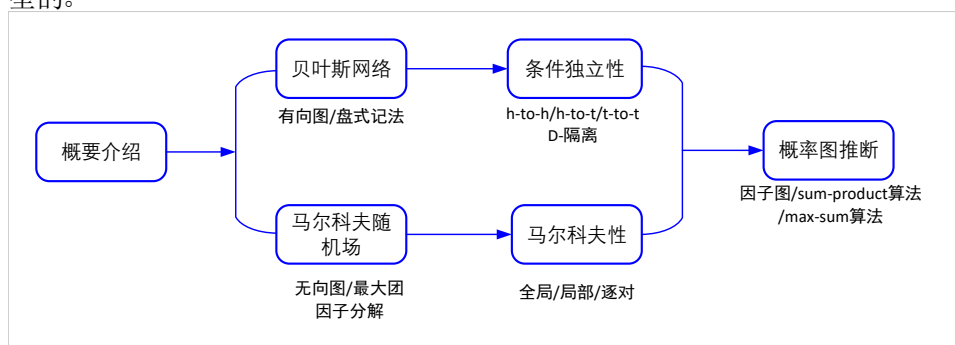 型的。
贝叶斯网络
条件独立性
有向图/盘式记法
h-to-h/h-to-t/t-to-t
D-隔离
概要介绍
概率图推断
因子图/sum-product算法
/max-sum算法
马尔科夫随
机场
马尔科夫性
无向图/最大团
因子分解
全局/局部/逐对